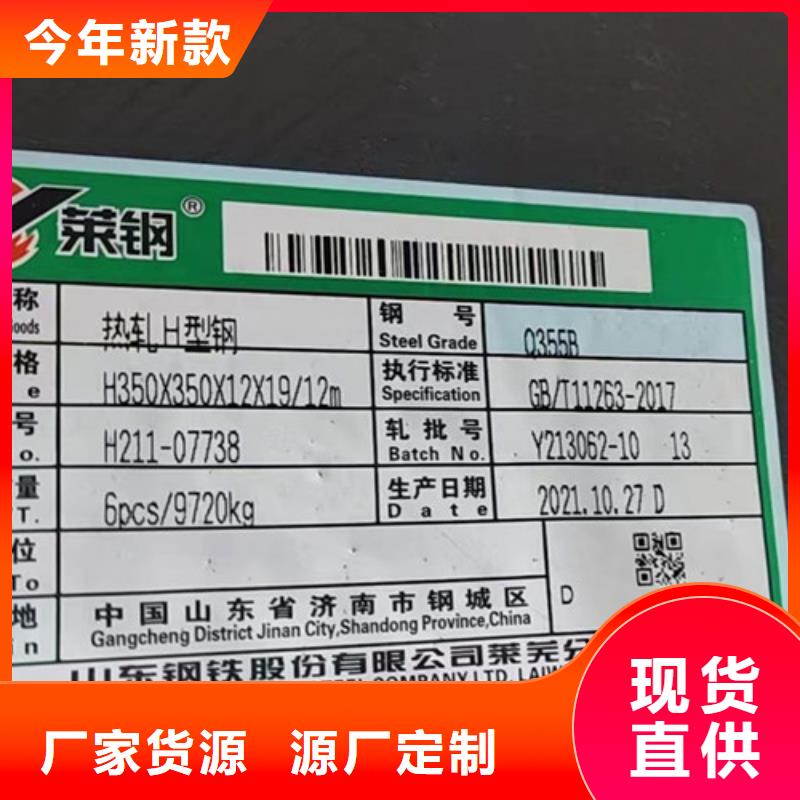 今年新款
莱钢®
称 热轧H型钢 钢号 Q355B
oods Steel Grade
格 H350X350X12X19/12m 执行标准 GB/T11263-2017
e Specification
号 H211-07738 轧批号 Y213062-10 13
o. Batch No.
量 6pcs/9720kg 生产日期 2021.10.27 D
T. Date
位
To D
地 中国山东省济南市钢城区
in Gangcheng District Jinan City,Shandong Province,China
山东钢铁股份有限公司莱芜分
COMPANY LTD. LAIW
现货
直供
厂家货源 源厂定制